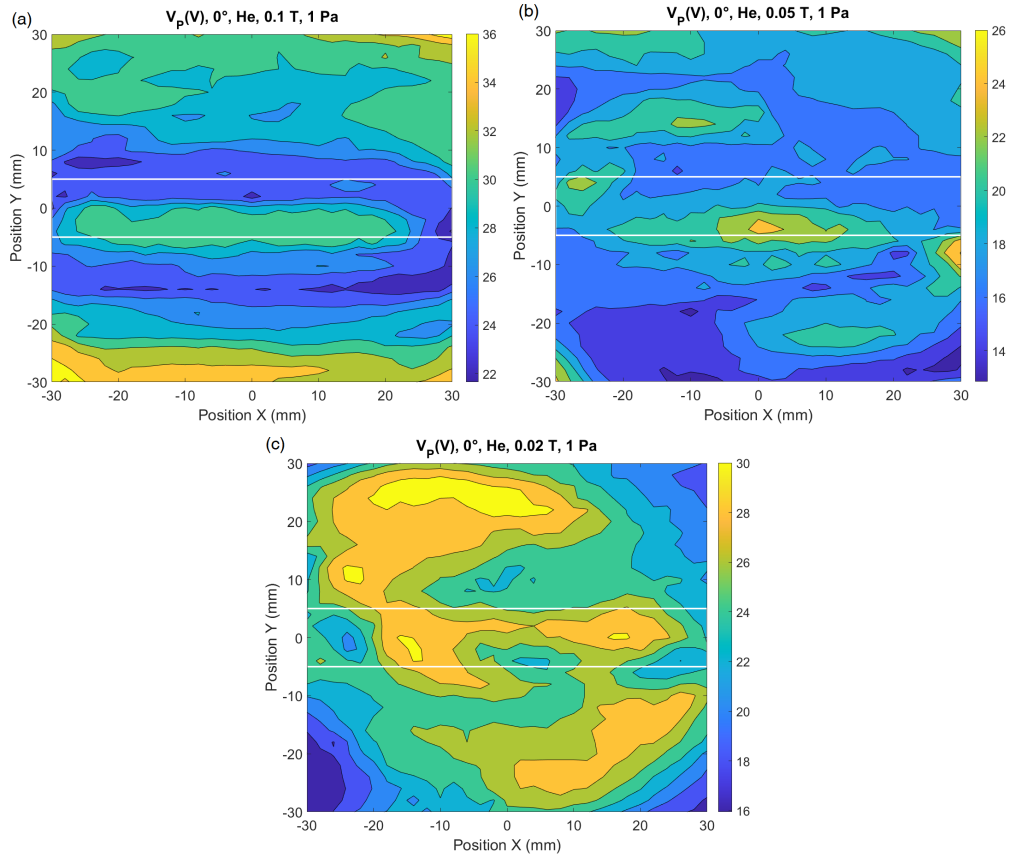 (a)
V_P(V), 0°, He, 0.1 T, 1 Pa
Position Y (mm)
30
20
10
0
-10
-20
-30
-30 -20 -10 0 10 20 30
Position X (mm)
36
34
32
30
28
26
24
22
(b)
V_P(V), 0°, He, 0.05 T, 1 Pa
Position Y (mm)
30
20
10
0
-10
-20
-30
-30 -20 -10 0 10 20 30
Position X (mm)
26
24
22
20
18
16
14
(c)
V_P(V), 0°, He, 0.02 T, 1 Pa
Position Y (mm)
30
20
10
0
-10
-20
-30
-30 -20 -10 0 10 20 30
Position X (mm)
30
28
26
24
22
20
18
16